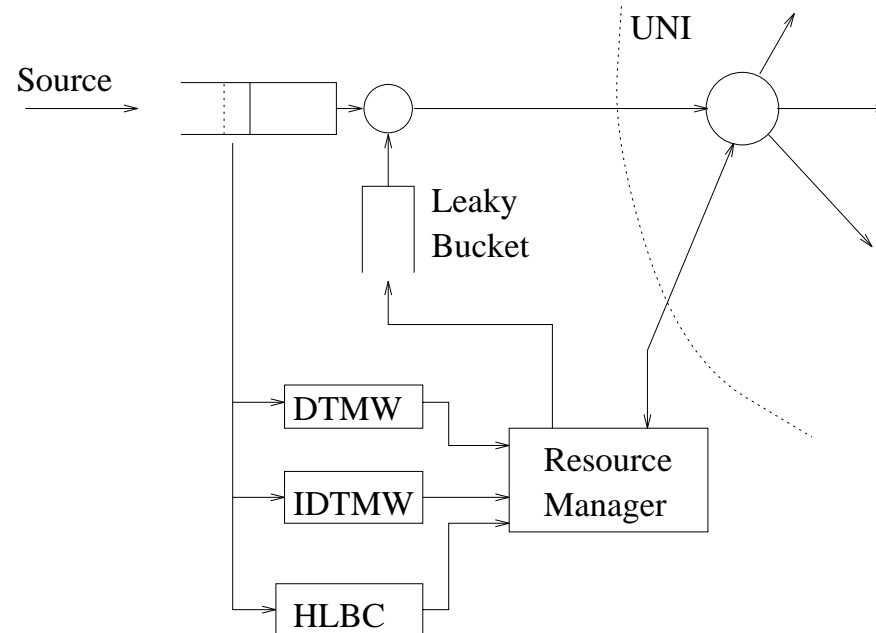 UNI
Source
Leaky
Bucket
DTMW
Resource
Manager
IDTMW
HLBC